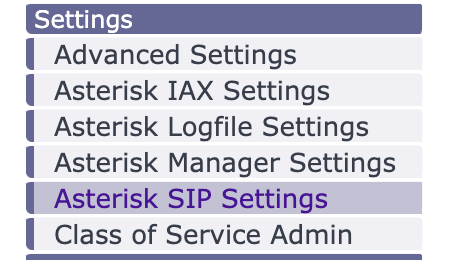 Settings
Advanced Settings
Asterisk IAX Settings
Asterisk Logfile Settings
Asterisk Manager Settings
Asterisk SIP Settings
Class of Service Admin